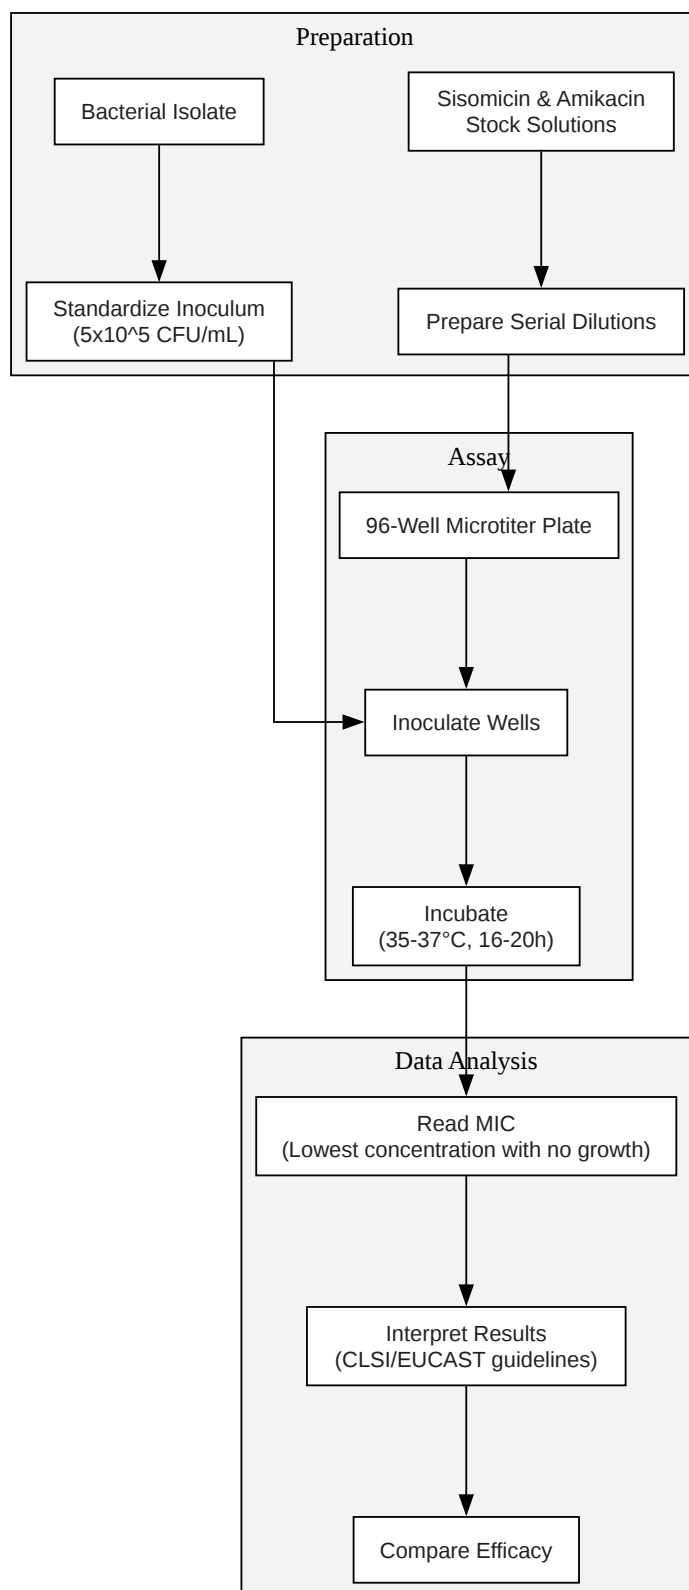 Preparation
Bacterial Isolate
Sisomicin & Amikacin
Stock Solutions
Standardize Inoculum
(5x10^5 CFU/mL)
Prepare Serial Dilutions
Assay
96-Well Microtiter Plate
Inoculate Wells
Incubate
(35-37°C, 16-20h)
Data Analysis
Read MIC
(Lowest concentration with no growth)
Interpret Results
(CLSI/EUCAST guidelines)
Compare Efficacy